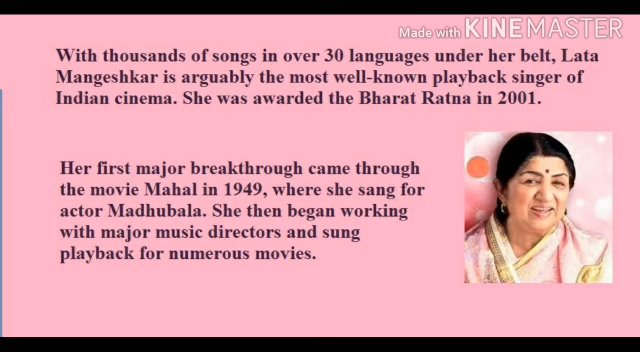 Made with KINEMASTER
With thousands of songs in over 30 languages under her belt, Lata
Mangeshkar is arguably the most well-known playback singer of
Indian cinema. She was awarded the Bharat Ratna in 2001.
Her first major breakthrough came through
the movie Mahal in 1949, where she sang for
actor Madhubala. She then began working
with major music directors and sung
playback for numerous movies.